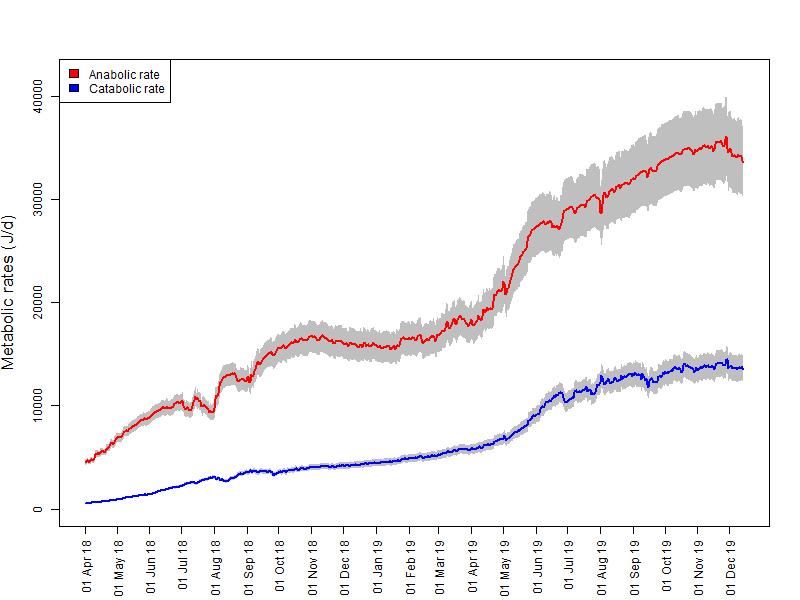 Anabolic rate
Catabolic rate
Metabolic rates (J/d)
40000
30000
20000
10000
0
01 Apr 18
01 May 18
01 Jun 18
01 Jul 18
01 Aug 18
01 Sep 18
01 Oct 18
01 Nov 18
01 Dec 18
01 Jan 19
01 Feb 19
01 Mar 19
01 Apr 19
01 May 19
01 Jun 19
01 Jul 19
01 Aug 19
01 Sep 19
01 Oct 19
01 Nov 19
01 Dec 19